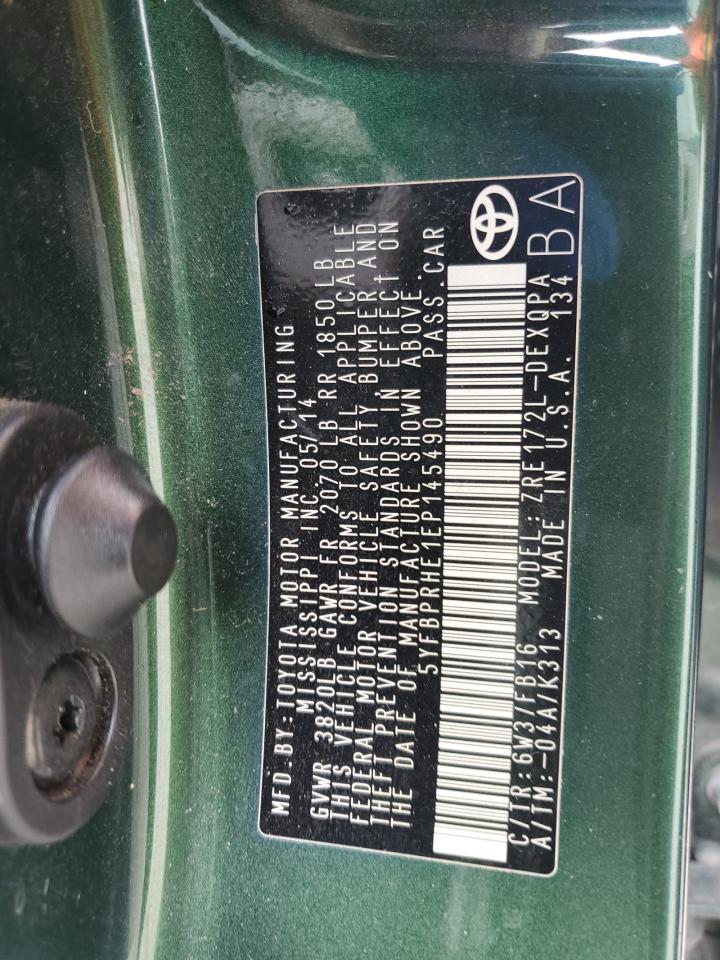 MFD.BY:TOYOTA MOTOR MANUFACTURING
MISSISSIPPI INC. 05/14
GVWR 3820LB GAWR FR 2070 LB RR 1850 LB
THIS VEHICLE CONFORMS TO ALL APPLICABLE
FEDERAL MOTOR VEHICLE SAFETY BUMPER AND
THEFT PREVENTION STANDARDS IN EFFECT ON
THE DATE OF MANUFACTURE SHOWN ABOVE.
5YFBPRHE1EP145490 PASS.CAR
C/TR:6W3/FB16 MODEL:ZRE172L-DEXQPA
A/TM:-04A/K313 MADE IN U.S.A. 134
BA